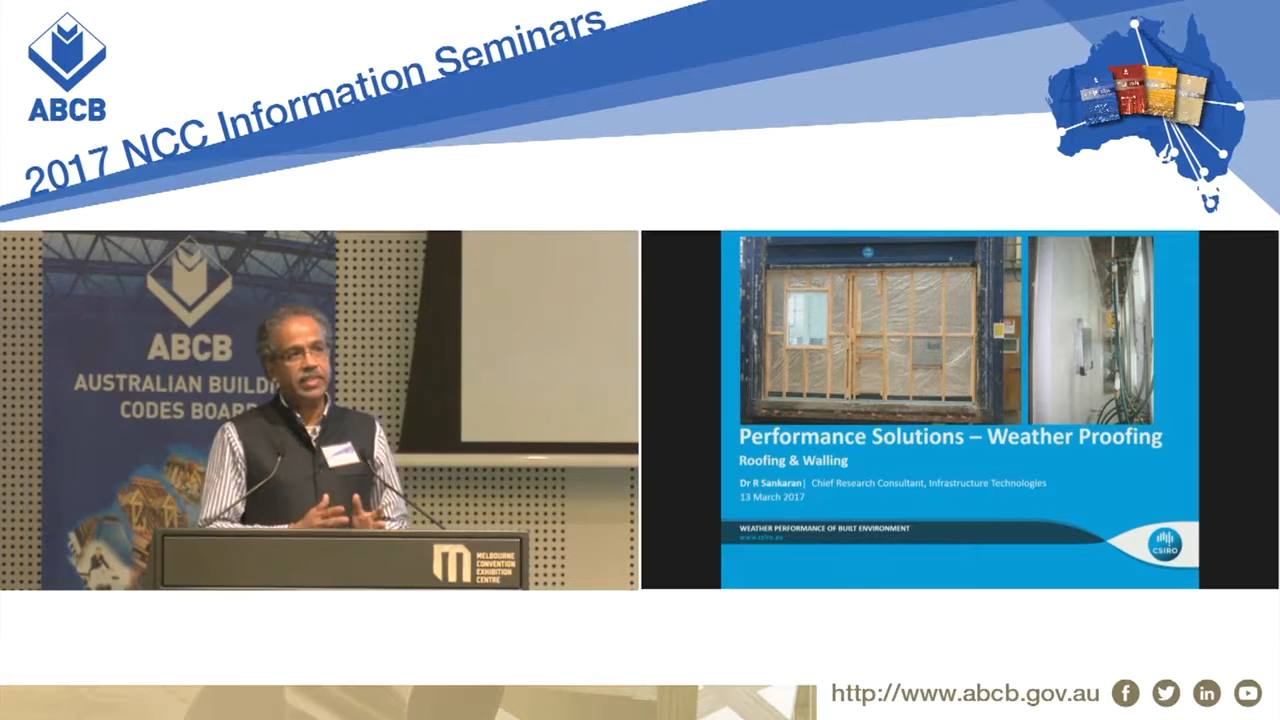 ABCB
2017 NCC Information Seminars
ABCB
AUSTRALIAN BUILDI
CODES BOARD
MELBOURNE
CONVENTION
EXHIBITION
CENTRE
Performance Solutions – Weather Proofing
Roofing & Walling
Dr R Sankaran| Chief Research Consultant, Infrastructure Technologies
13 March 2017
WEATHER PERFORMANCE OF BUILT ENVIRONMENT
www.csiro.au
CSIRO
http://www.abcb.gov.au